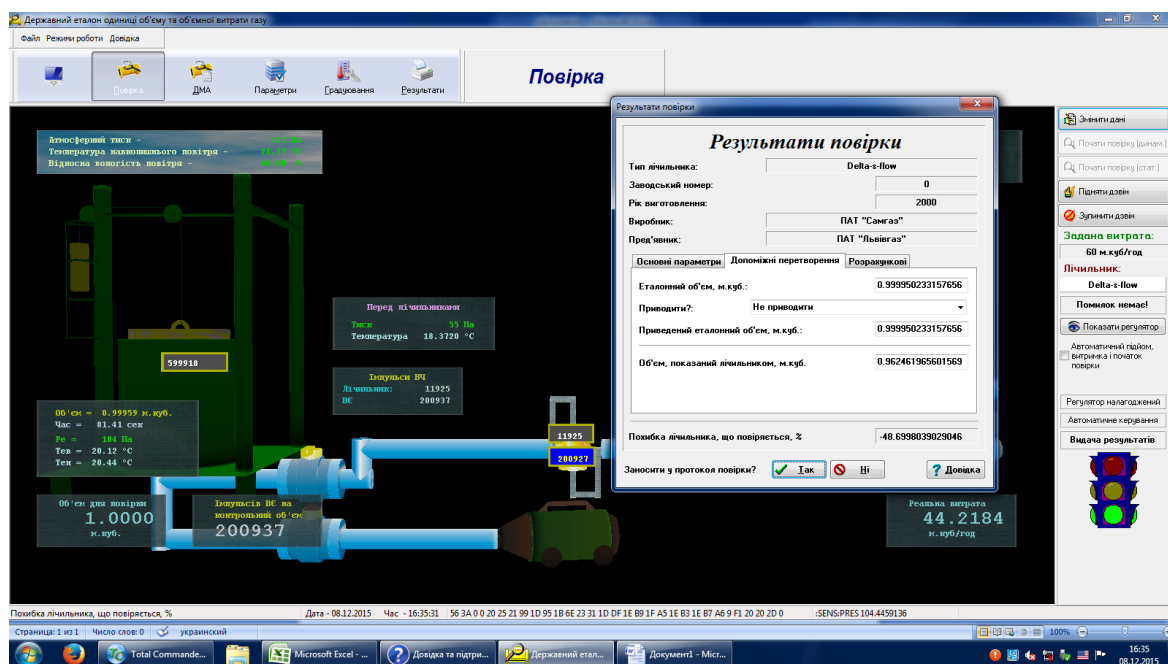 Державний еталон одиниці об'єму та об'ємної витрати газу
Файл Режими роботи Довідка
Повірка
ДМА
Параметри
Градуювання
Результати
Повірка
Атмосферний тиск -
Температура навколишнього повітря -
Відносна вологість повітря -
599918
Об'єм = 0.99959 м.куб.
Час = 81.41 сек
Pe = 104 Па
Тев = 20.12 °C
Тен = 20.44 °C
Об'єм для повірки
1.0000
м.куб.
Імпульсів ВЄ на
контрольний об'єм
200937
Перед лічильниками
Тиск 55 Па
Температура 18.3720 °C
Імпульси ВЧ
Лічильник: 11925
ВЄ 200937
11925
200927
Реальна витрата
44.2184
м.куб/год
Результати повірки
Результати повірки
Тип лічильника: Delta-s-flow
Заводський номер: 0
Рік виготовлення: 2000
Виробник: ПАТ "Самгаз"
Пред'явник: ПАТ "Львівгаз"
Основні параметри Допоміжні перетворення Розрахункові
Еталонний об'єм, м.куб.: 0.999950233157656
Приводити?: Не приводити
Приведений еталонний об'єм, м.куб.: 0.999950233157656
Об'єм, показаний лічильником, м.куб. 0.962461965601569
Похибка лічильника, що повіряється, % -48.6998039029046
Заносити у протокол повірки? Так Ні Довідка
Змінити дані
Почати повірку (динам.)
Почати повірку (стат.)
Підняти дзвін
Зупинити дзвін
Задана витрата:
60 м.куб/год
Лічильник:
Delta-s-flow
Помилок немає!
Показати регулятор
Автоматичний підйом,
витримка і початок
повірки
Регулятор налагоджений
Автоматичне керування
Видача результатів
Похибка лічильника, що повіряється, % Дата - 08.12.2015 Час - 16:35:31 56 3A 0 0 20 25 21 99 1D 95 1B 6E 23 31 1D DF 1E B9 1F A5 1E B3 1E B7 A6 9 F1 20 20 2D 0 :SENS:PRES 104.4459136
Страница: 1 из 1 Число слов: 0 украинский 100%
Total Commande... Microsoft Excel - ... Довідка та підтри... Державний етал... Документ1 - Micr...
16:35
08.12.2015